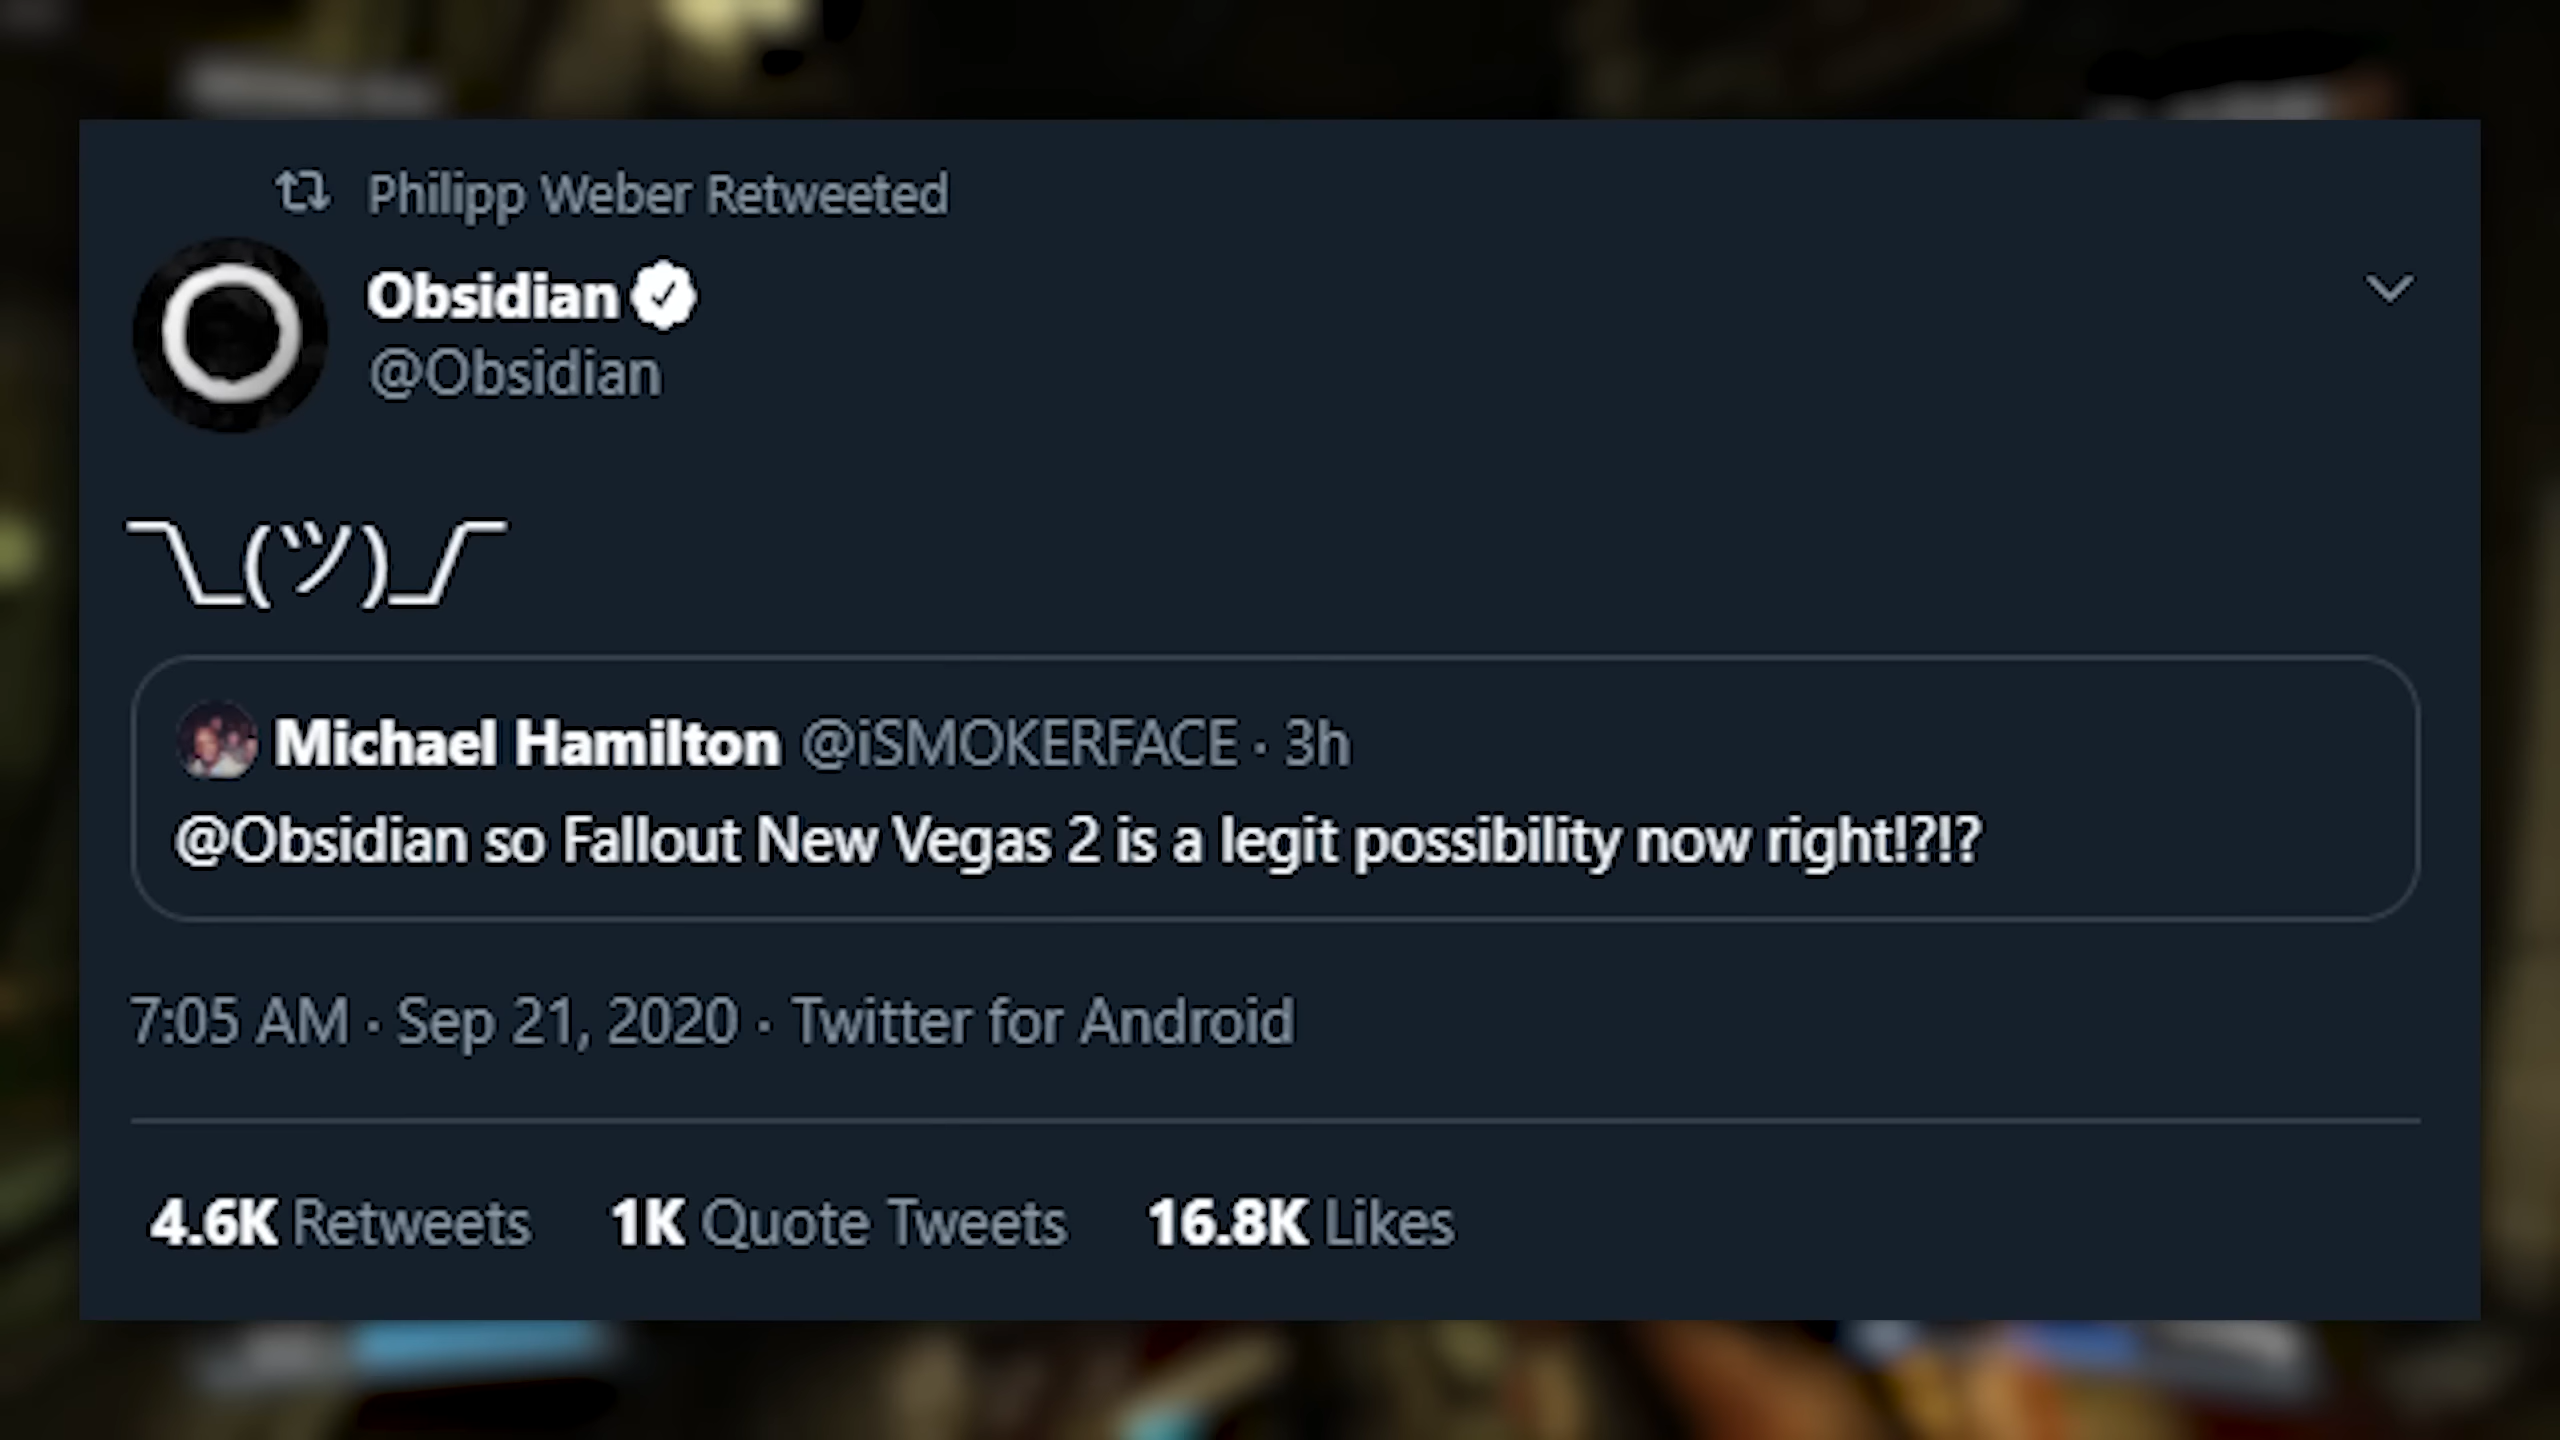 Philipp Weber Retweeted
Obsidian
@Obsidian
¯\_(ツ)_/¯
Michael Hamilton @iSMOKERFACE · 3h
@Obsidian so Fallout New Vegas 2 is a legit possibility now right!?!?
7:05 AM · Sep 21, 2020 · Twitter for Android
4.6K Retweets 1K Quote Tweets 16.8K Likes